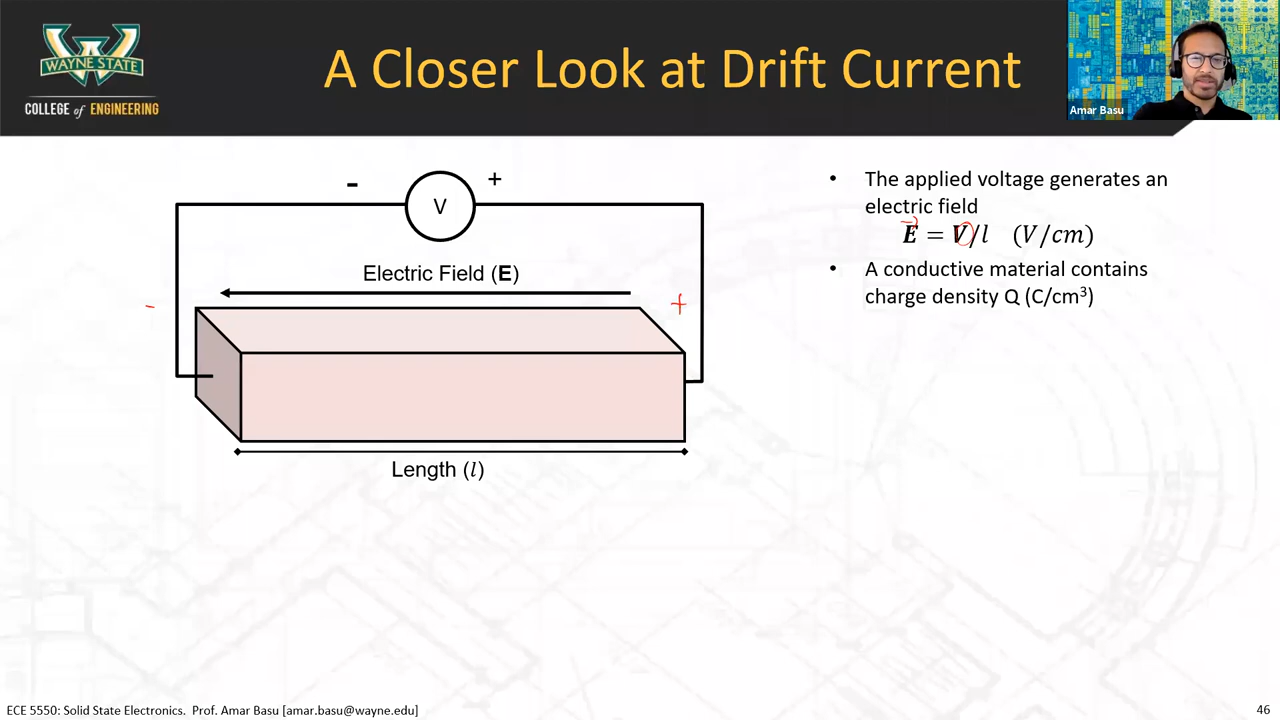 WAYNE STATE
COLLEGE of ENGINEERING
A Closer Look at Drift Current
Amar Basu
- V +
Electric Field (E)
- +
Length (l)
• The applied voltage generates an
electric field
E = V/l (V/cm)
• A conductive material contains
charge density Q (C/cm³)
ECE 5550: Solid State Electronics. Prof. Amar Basu [amar.basu@wayne.edu]
46